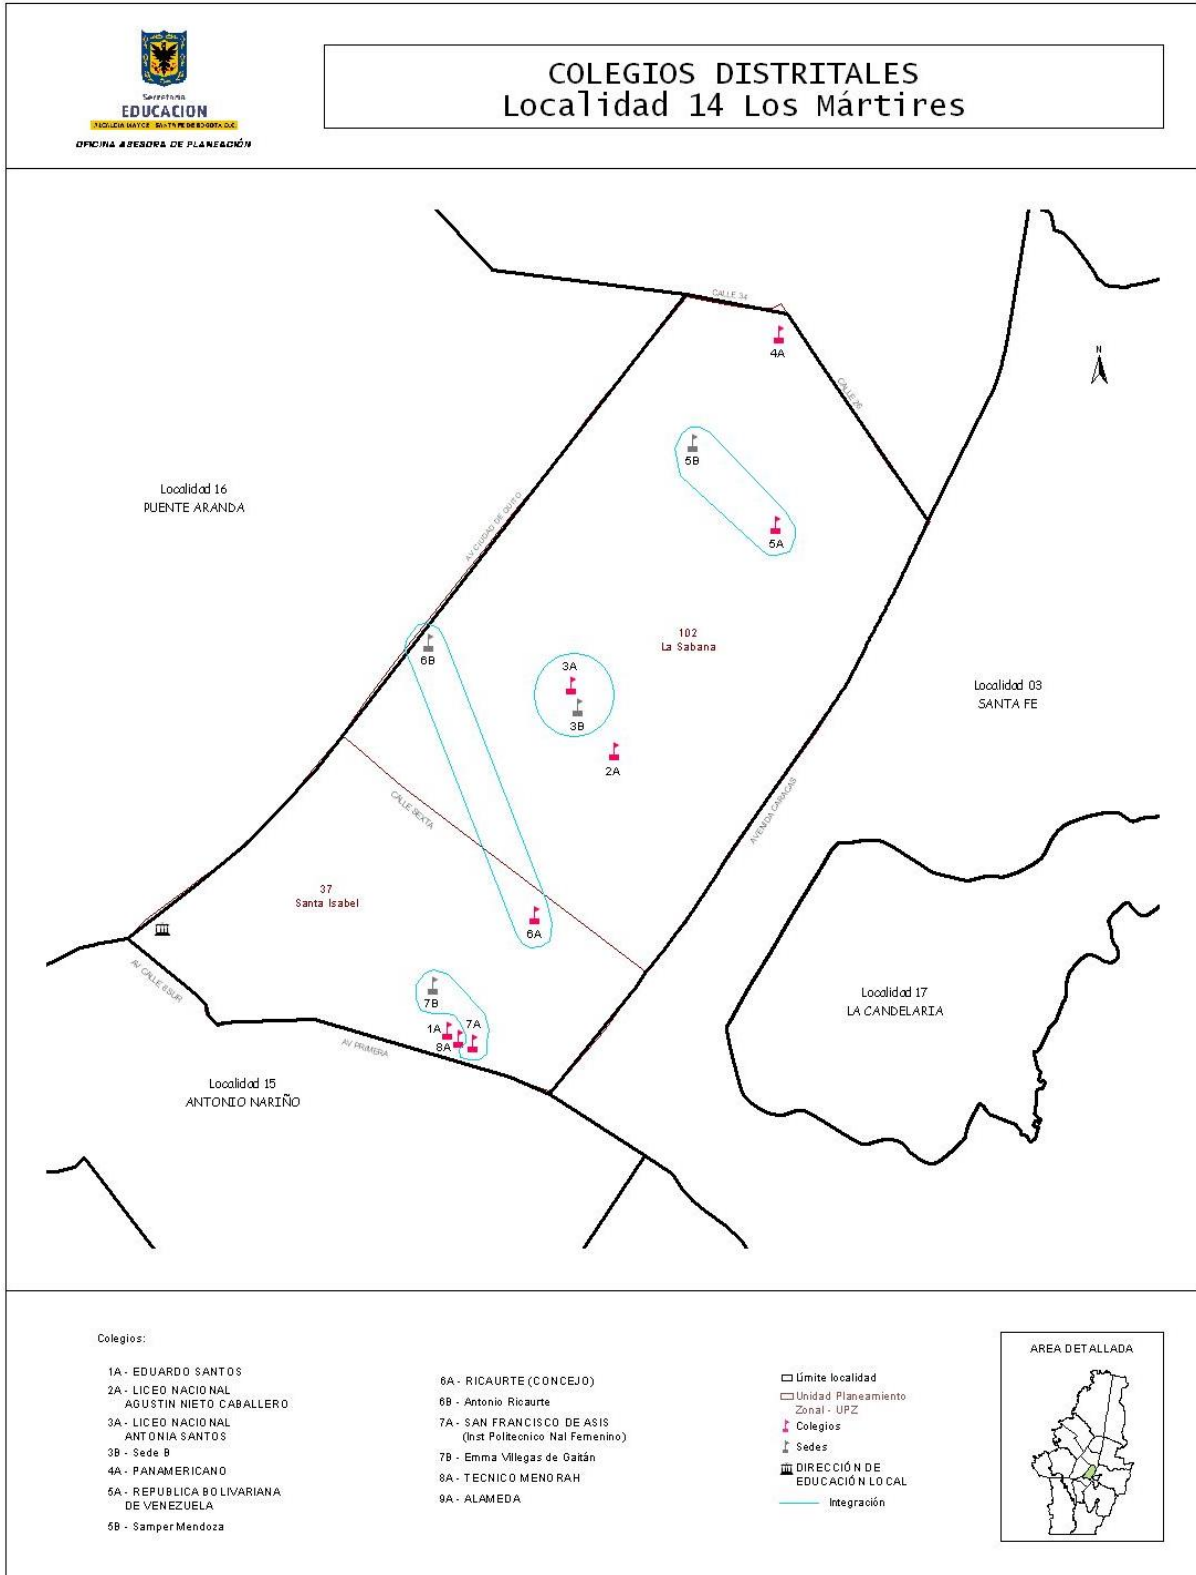 Secretaría
EDUCACION
ALCALDIA MAYOR SANTAFE DE BOGOTA D.C.
OFICINA ASESORA DE PLANEACIÓN
COLEGIOS DISTRITALES
Localidad 14 Los Mártires
CALLE 34
4A
N
CALLE 26
5B
Localidad 16
PUENTE ARANDA
AV CIUDAD DE QUITO
5A
102
La Sabana
6B
3A
3B
Localidad 03
SANTA FE
2A
CALLE SEXTA
AVENIDA CARACAS
37
Santa Isabel
6A
AV CALLE 8 SUR
7B
Localidad 17
LA CANDELARIA
1A
7A
8A
AV PRIMERA
Localidad 15
ANTONIO NARIÑO
Colegios:
1A - EDUARDO SANTOS
2A - LICEO NACIONAL
AGUSTIN NIETO CABALLERO
3A - LICEO NACIONAL
ANTONIA SANTOS
3B - Sede B
4A - PANAMERICANO
5A - REPUBLICA BOLIVARIANA
DE VENEZUELA
5B - Samper Mendoza
6A - RICAURTE (CONCEJO)
6B - Antonio Ricaurte
7A - SAN FRANCISCO DE ASIS
(Inst Politecnico Nal Femenino)
7B - Emma Villegas de Gaitán
8A - TECNICO MENORAH
9A - ALAMEDA
Límite localidad
Unidad Planeamiento
Zonal - UPZ
Colegios
Sedes
DIRECCIÓN DE
EDUCACIÓN LOCAL
Integración
AREA DETALLADA